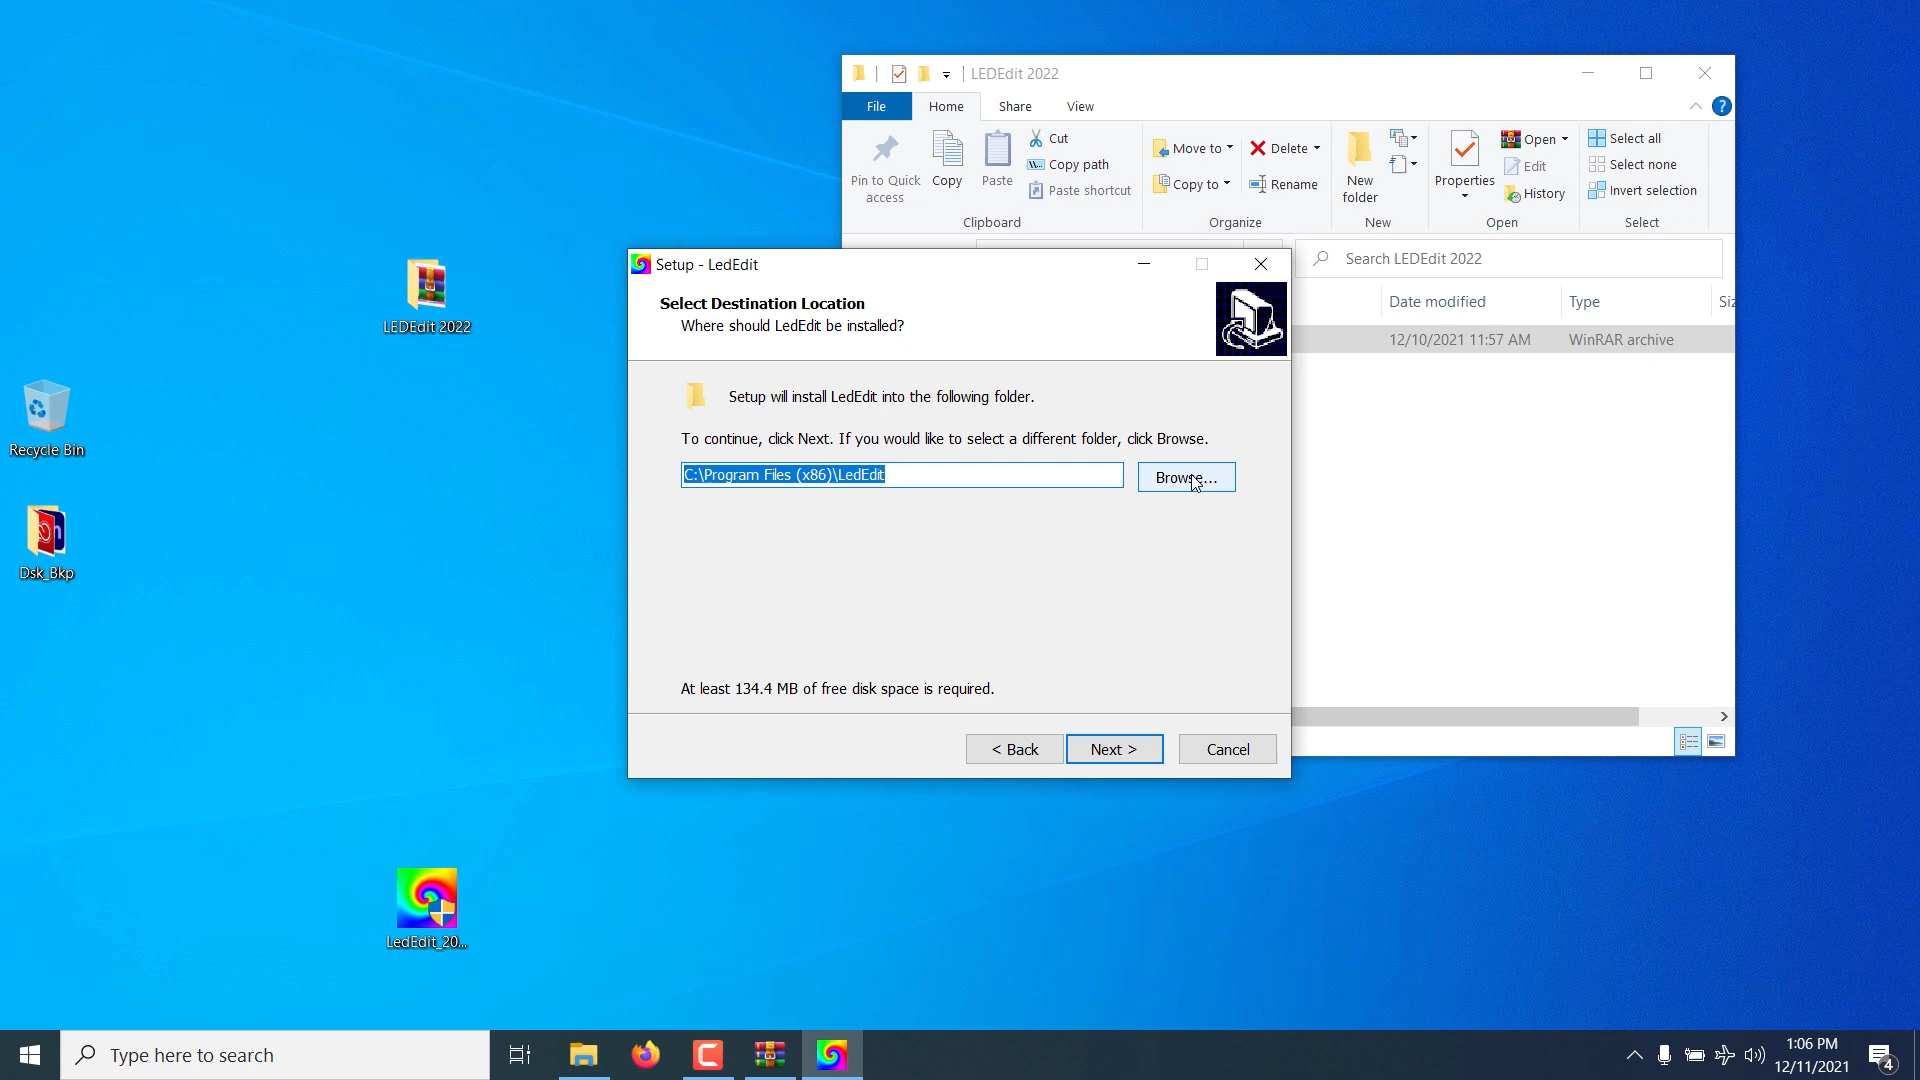 LEDEdit 2022
File
Home
Share
View
Pin to Quick access
Copy
Paste
Cut
Copy path
Paste shortcut
Clipboard
Move to
Copy to
Delete
Rename
Organize
New folder
New
Properties
Open
Edit
History
Open
Select all
Select none
Invert selection
Select
Search LEDEdit 2022
Date modified
Type
12/10/2021 11:57 AM
WinRAR archive
Setup - LedEdit
Select Destination Location
Where should LedEdit be installed?
Setup will install LedEdit into the following folder.
To continue, click Next. If you would like to select a different folder, click Browse.
C:\Program Files (x86)\LedEdit
Browse...
At least 134.4 MB of free disk space is required.
< Back
Next >
Cancel
LEDEdit 2022
Recycle Bin
Dsk_Bkp
LedEdit_20...
Type here to search
1:06 PM
12/11/2021
4